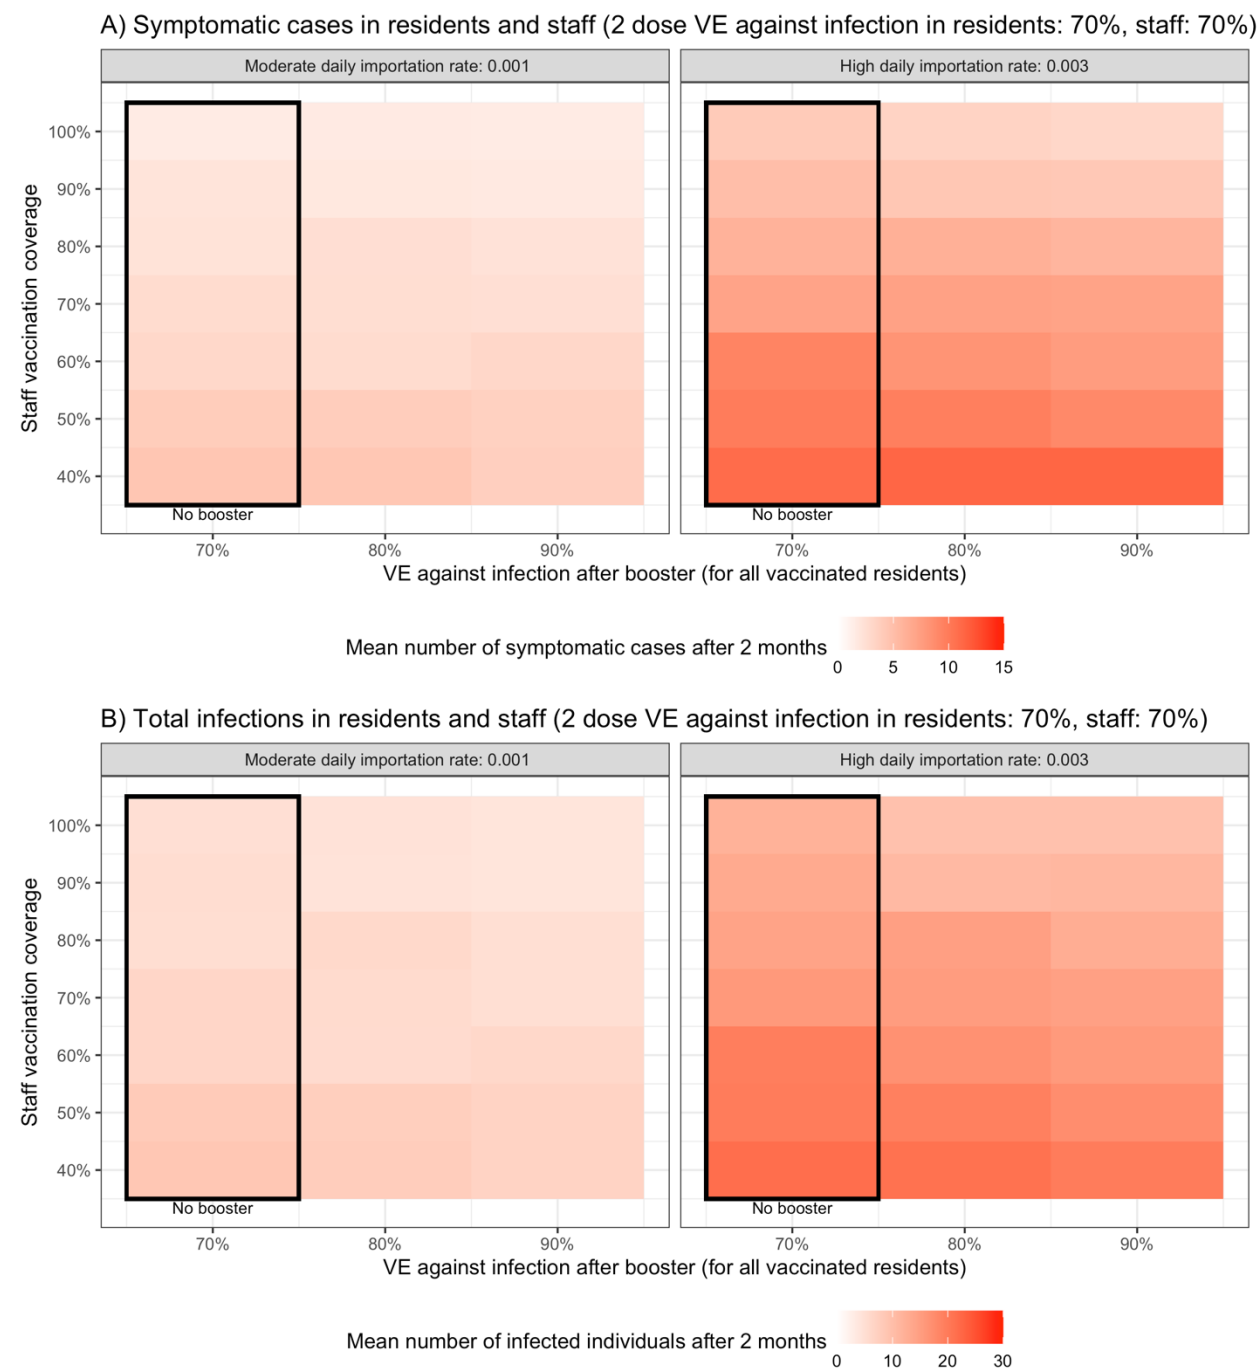 A) Symptomatic cases in residents and staff (2 dose VE against infection in residents: 70%, staff: 70%)
Moderate daily importation rate: 0.001
High daily importation rate: 0.003
Staff vaccination coverage
100%
90%
80%
70%
60%
50%
40%
No booster
No booster
70%
80%
90%
70%
80%
90%
VE against infection after booster (for all vaccinated residents)
Mean number of symptomatic cases after 2 months
0
5
10
15
B) Total infections in residents and staff (2 dose VE against infection in residents: 70%, staff: 70%)
Moderate daily importation rate: 0.001
High daily importation rate: 0.003
Staff vaccination coverage
100%
90%
80%
70%
60%
50%
40%
No booster
No booster
70%
80%
90%
70%
80%
90%
VE against infection after booster (for all vaccinated residents)
Mean number of infected individuals after 2 months
0
10
20
30